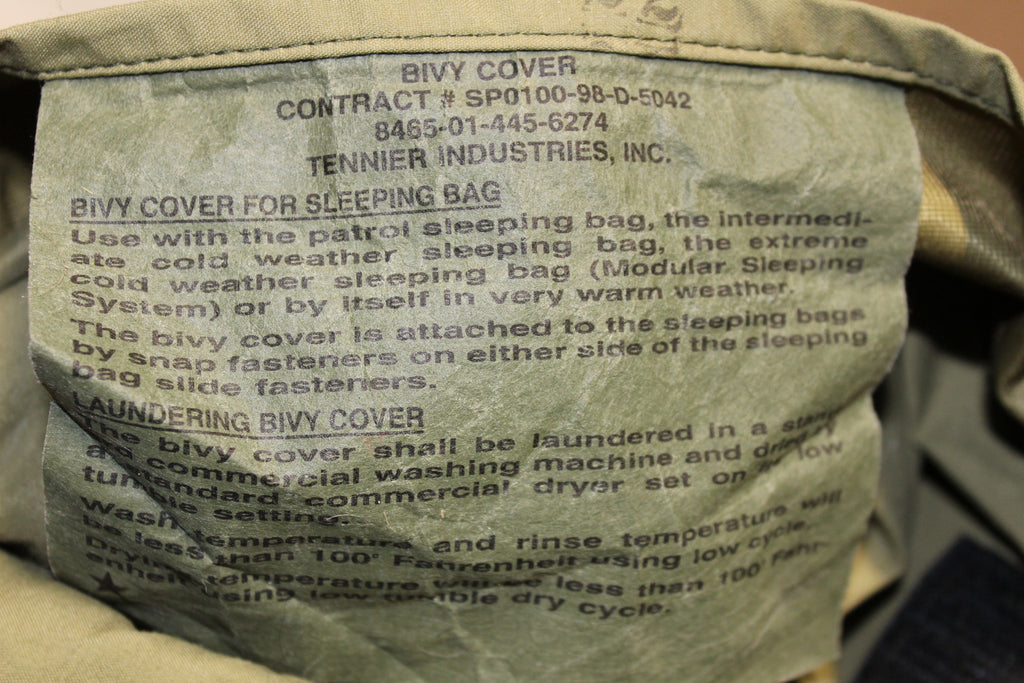 BIVY COVER
CONTRACT # SP0100-98-D-5042
8465-01-445-6274
TENNIER INDUSTRIES, INC.
BIVY COVER FOR SLEEPING BAG
Use with the patrol sleeping bag, the intermedi-
ate cold weather sleeping bag, the extreme
cold weather sleeping bag (Modular Sleeping
System) or by itself in very warm weather.
The bivy cover is attached to the sleeping bags
by snap fasteners on either side of the sleeping
bag slide fasteners.
LAUNDERING BIVY COVER
The bivy cover shall be laundered in a
commercial washing machine and
commercial dryer set on low
setting.
Wash temperature and rinse temperature will
be less than 100° Fahrenheit using low cycle.
Drying temperature will be less than 100° Fahr-
enheit using low tumble dry cycle.